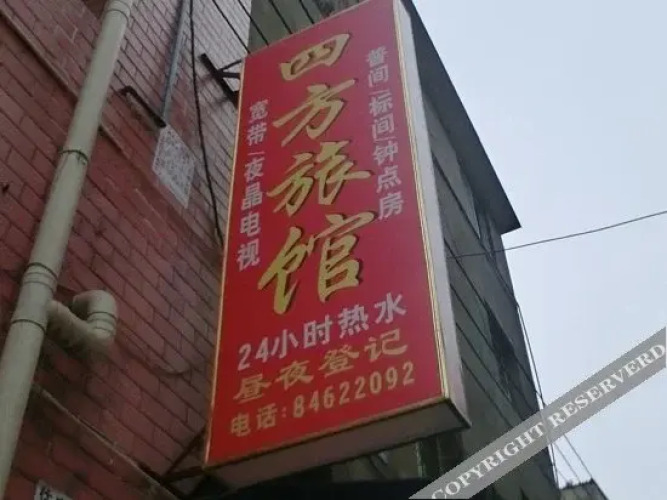 普间|标间|钟点房
四方旅馆
宽带|夜晶电视
24小时热水
昼夜登记
电话:84622092
COPYRIGHT RESERVERD